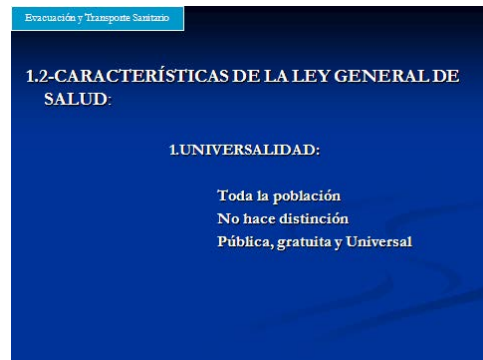 Evacuación y Transporte Sanitario
1.2-CARACTERÍSTICAS DE LA LEY GENERAL DE
SALUD:
1.UNIVERSALIDAD:
Toda la población
No hace distinción
Pública, gratuita y Universal